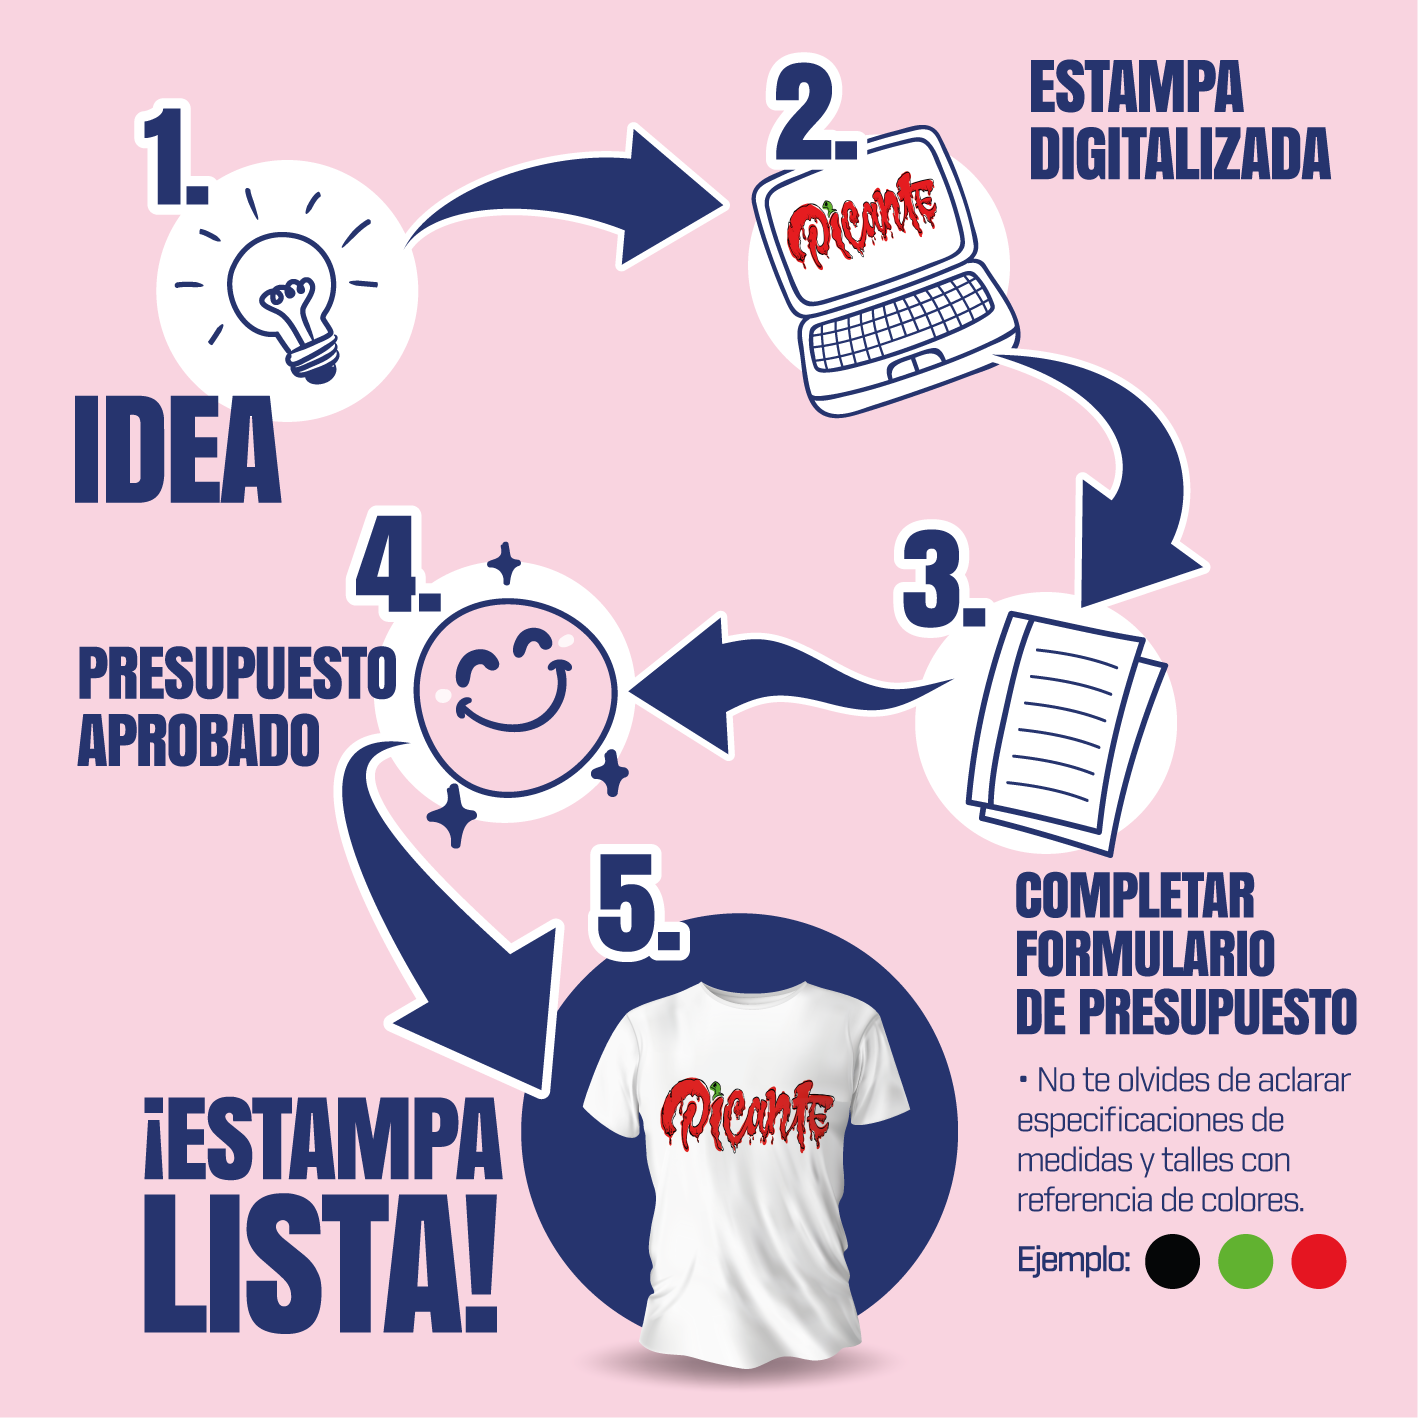 1.
IDEA
2.
Picante
ESTAMPA
DIGITALIZADA
3.
COMPLETAR
FORMULARIO
DE PRESUPUESTO
• No te olvides de aclarar
especificaciones de
medidas y talles con
referencia de colores.
Ejemplo:
4.
PRESUPUESTO
APROBADO
5.
Picante
¡ESTAMPA
LISTA!